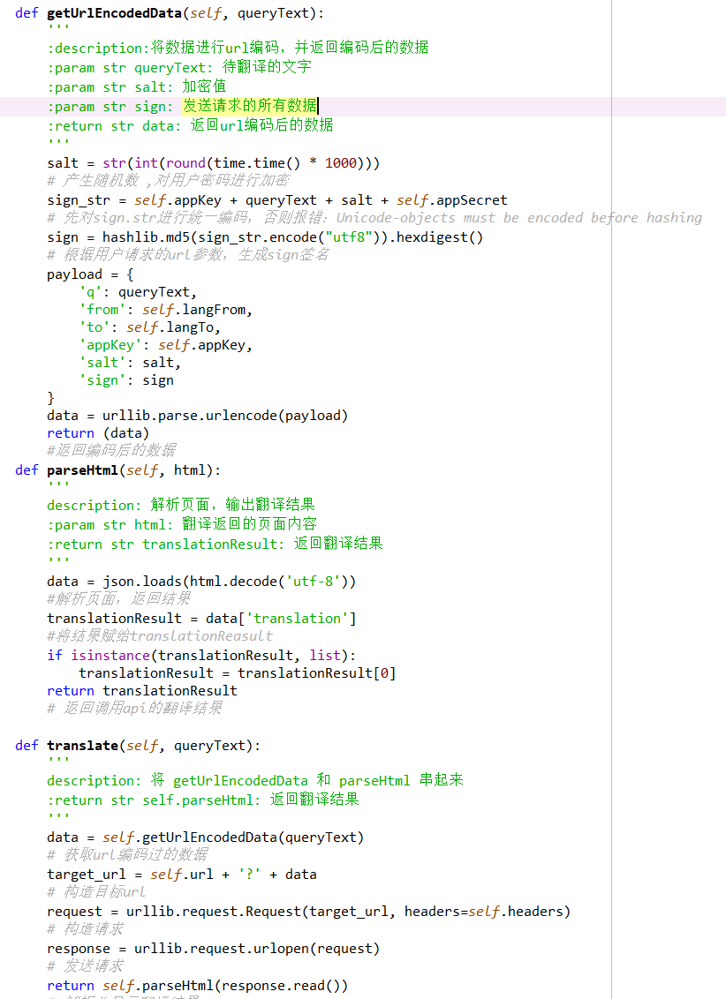 def getUrlEncodedData(self, queryText):
    '''
    :description:将数据进行url编码，并返回编码后的数据
    :param str queryText: 待翻译的文字
    :param str salt: 加密值
    :param str sign: 发送请求的所有数据
    :return str data: 返回url编码后的数据
    '''
    salt = str(int(round(time.time() * 1000)))
    # 产生随机数 ,对用户密码进行加密
    sign_str = self.appKey + queryText + salt + self.appSecret
    # 先对sign.str进行统一编码，否则报错：Unicode-objects must be encoded before hashing
    sign = hashlib.md5(sign_str.encode("utf8")).hexdigest()
    # 根据用户请求的url参数，生成sign签名
    payload = {
        'q': queryText,
        'from': self.langFrom,
        'to': self.langTo,
        'appKey': self.appKey,
        'salt': salt,
        'sign': sign
    }
    data = urllib.parse.urlencode(payload)
    return (data)
    #返回编码后的数据
def parseHtml(self, html):
    '''
    description: 解析页面，输出翻译结果
    :param str html: 翻译返回的页面内容
    :return str translationResult: 返回翻译结果
    '''
    data = json.loads(html.decode('utf-8'))
    #解析页面，返回结果
    translationResult = data['translation']
    #将结果赋给translationReasult
    if isinstance(translationResult, list):
        translationResult = translationResult[0]
    return translationResult
    # 返回调用api的翻译结果
def translate(self, queryText):
    '''
    description: 将 getUrlEncodedData 和 parseHtml 串起来
    :return str self.parseHtml: 返回翻译结果
    '''
    data = self.getUrlEncodedData(queryText)
    # 获取url编码过的数据
    target_url = self.url + '?' + data
    # 构造目标url
    request = urllib.request.Request(target_url, headers=self.headers)
    # 构造请求
    response = urllib.request.urlopen(request)
    # 发送请求
    return self.parseHtml(response.read())